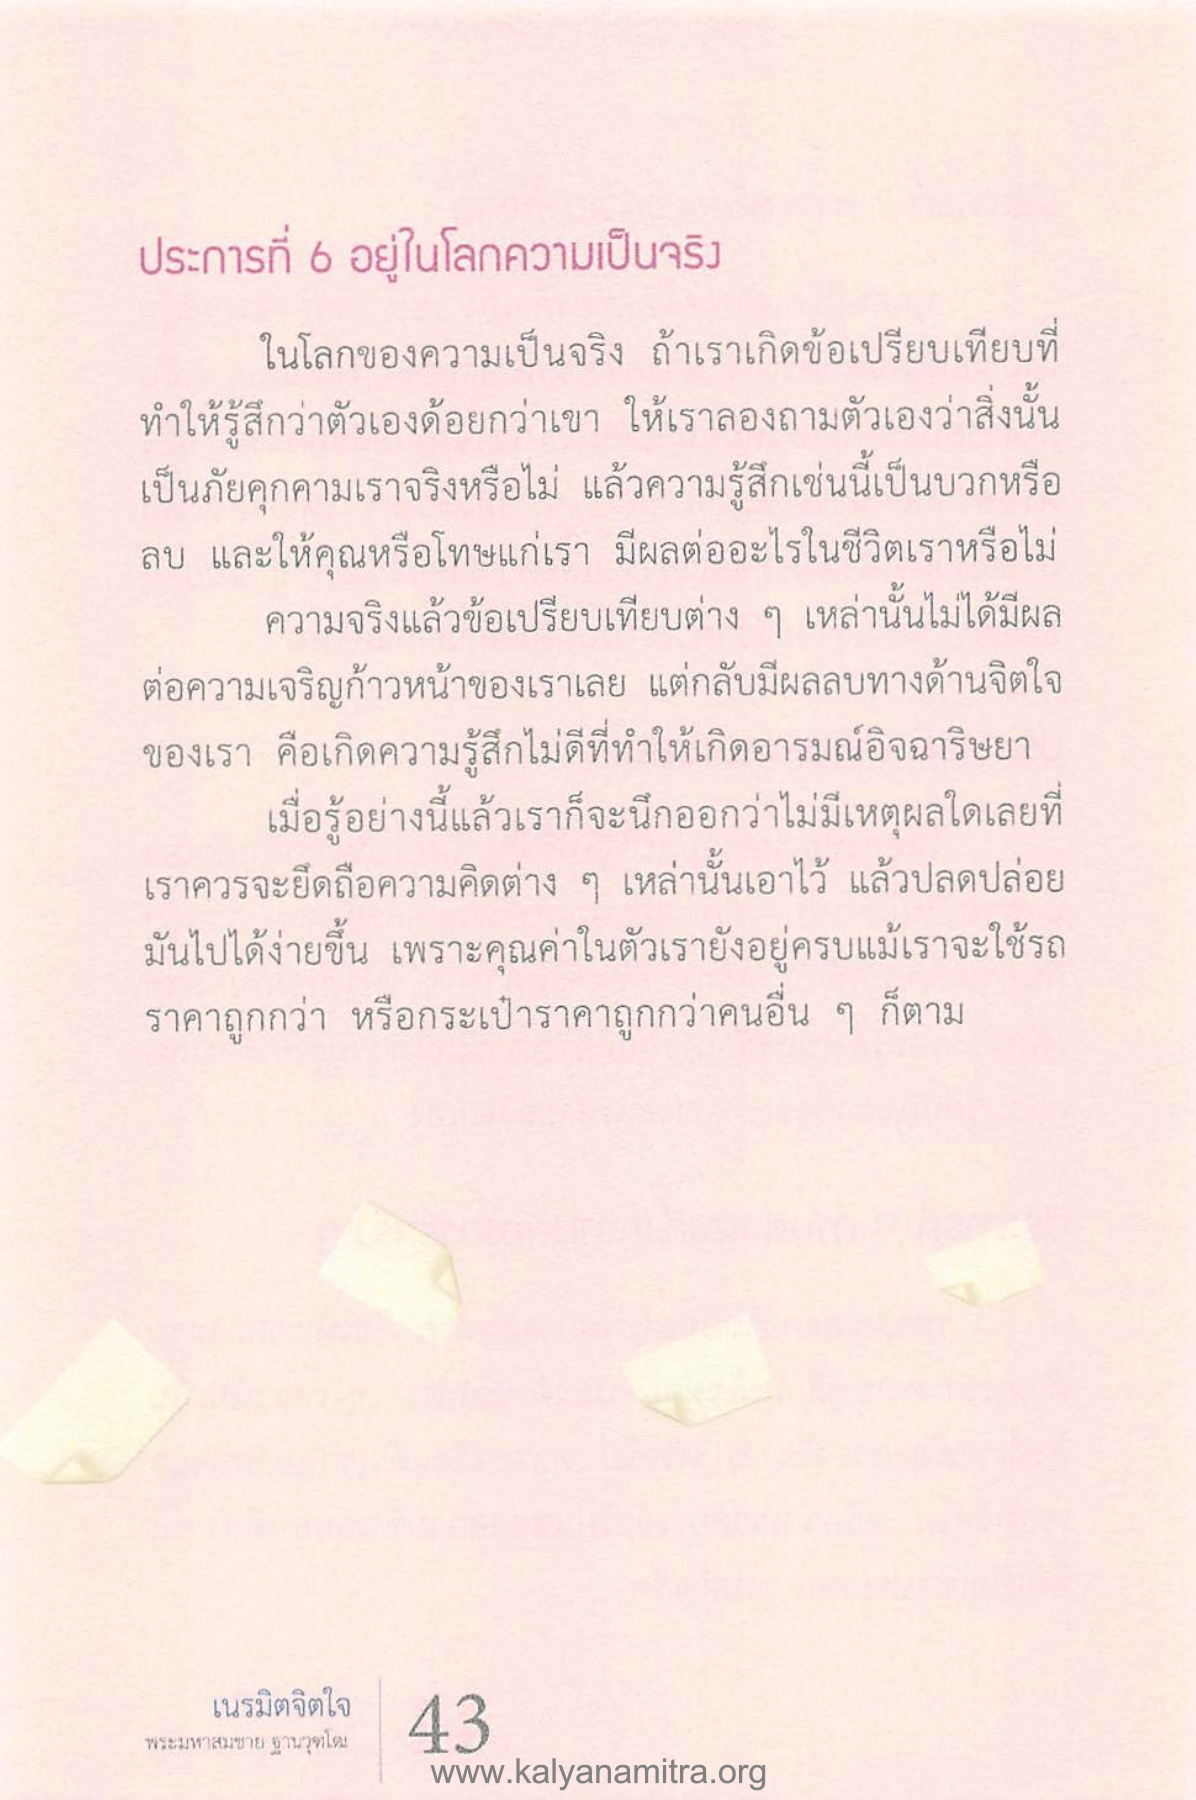 ประการที่ 6 อยู่ในโลกความเป็นจริง
ในโลกของความเป็นจริง ถ้าเราเกิดข้อเปรียบเทียบที่
ทำให้รู้สึกว่าตัวเองด้อยกว่าเขา ให้เราลองถามตัวเองว่าสิ่งนั้น
เป็นภัยคุกคามเราจริงหรือไม่ แล้วความรู้สึกเช่นนี้เป็นบวกหรือ
ลบ และให้คุณหรือโทษแก่เรา มีผลต่ออะไรในชีวิตเราหรือไม่
ความจริงแล้วข้อเปรียบเทียบต่าง ๆ เหล่านั้นไม่ได้มีผล
ต่อความเจริญก้าวหน้าของเราเลย แต่กลับมีผลลบทางด้านจิตใจ
ของเรา คือเกิดความรู้สึกไม่ดีที่ทำให้เกิดอารมณ์อิจฉาริษยา
เมื่อรู้อย่างนี้แล้วเราก็จะนึกออกว่าไม่มีเหตุผลใดเลยที่
เราควรจะยึดถือความคิดต่าง ๆ เหล่านั้นเอาไว้ แล้วปลดปล่อย
มันไปได้ง่ายขึ้น เพราะคุณค่าในตัวเรายังอยู่ครบแม้เราจะใช้รถ
ราคาถูกกว่า หรือกระเป๋าราคาถูกกว่าคนอื่น ๆ ก็ตาม
เนรมิตจิตใจ
พระมหาสมชาย ฐานวุฑฺโฒ
43
www.kalyanamitra.org